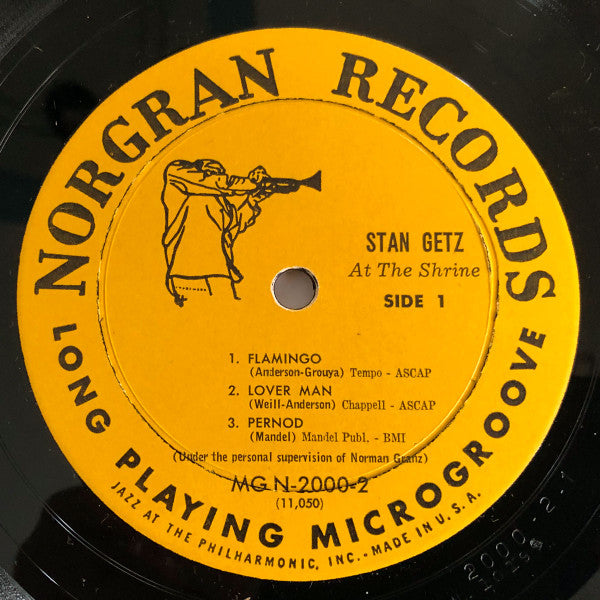 NORGRAN RECORDS
STAN GETZ
At The Shrine
SIDE 1
1. FLAMINGO
(Anderson-Grouya) Tempo - ASCAP
2. LOVER MAN
(Weill-Anderson) Chappell - ASCAP
3. PERNOD
(Mandel) Mandel Publ. - BMI
(Under the personal supervision of Norman Granz)
MG N-2000-2
(11,050)
LONG PLAYING MICROGROOVE
JAZZ AT THE PHILHARMONIC, INC. - MADE IN U.S.A.